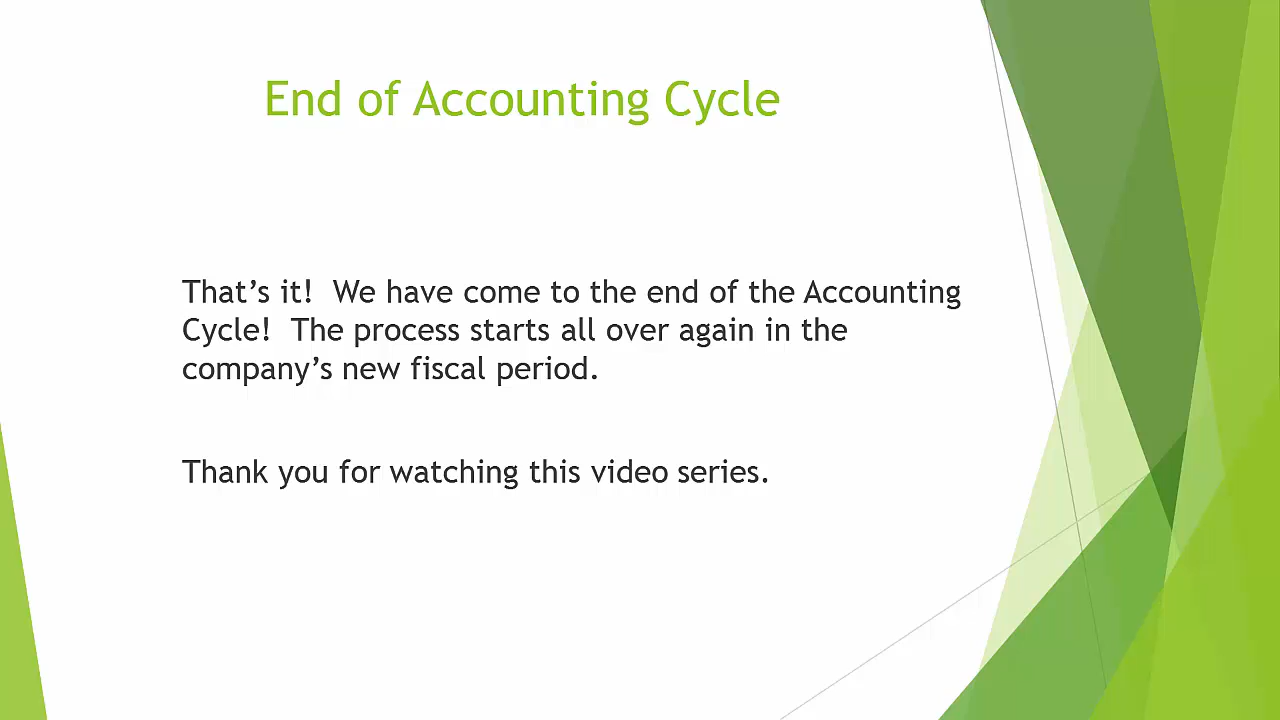 End of Accounting Cycle
That’s it!  We have come to the end of the Accounting
Cycle!  The process starts all over again in the
company’s new fiscal period.
Thank you for watching this video series.